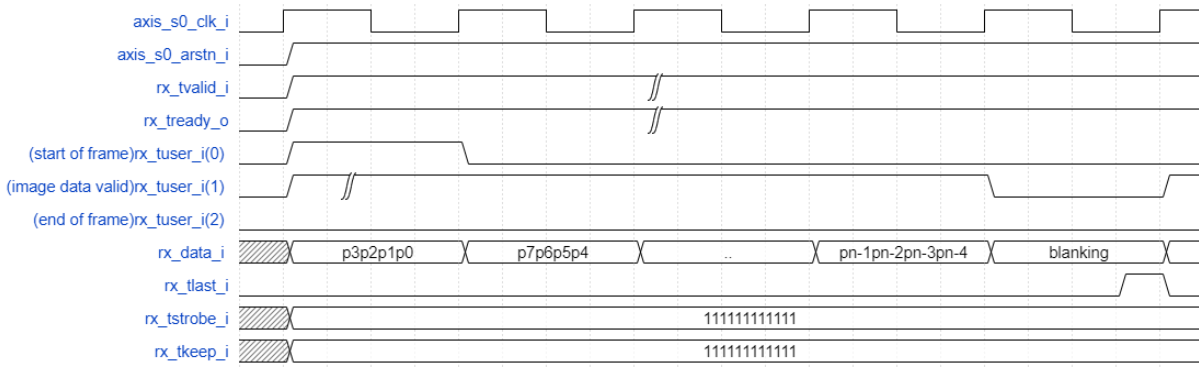 axis_s0_clk_i
axis_s0_arstn_i
rx_tvalid_i
rx_tready_o
(start of frame)rx_tuser_i(0)
(image data valid)rx_tuser_i(1)
(end of frame)rx_tuser_i(2)
rx_data_i p3p2p1p0 p7p6p5p4 .. pn-1pn-2pn-3pn-4 blanking
rx_tlast_i
rx_tstrobe_i 111111111111
rx_tkeep_i 111111111111